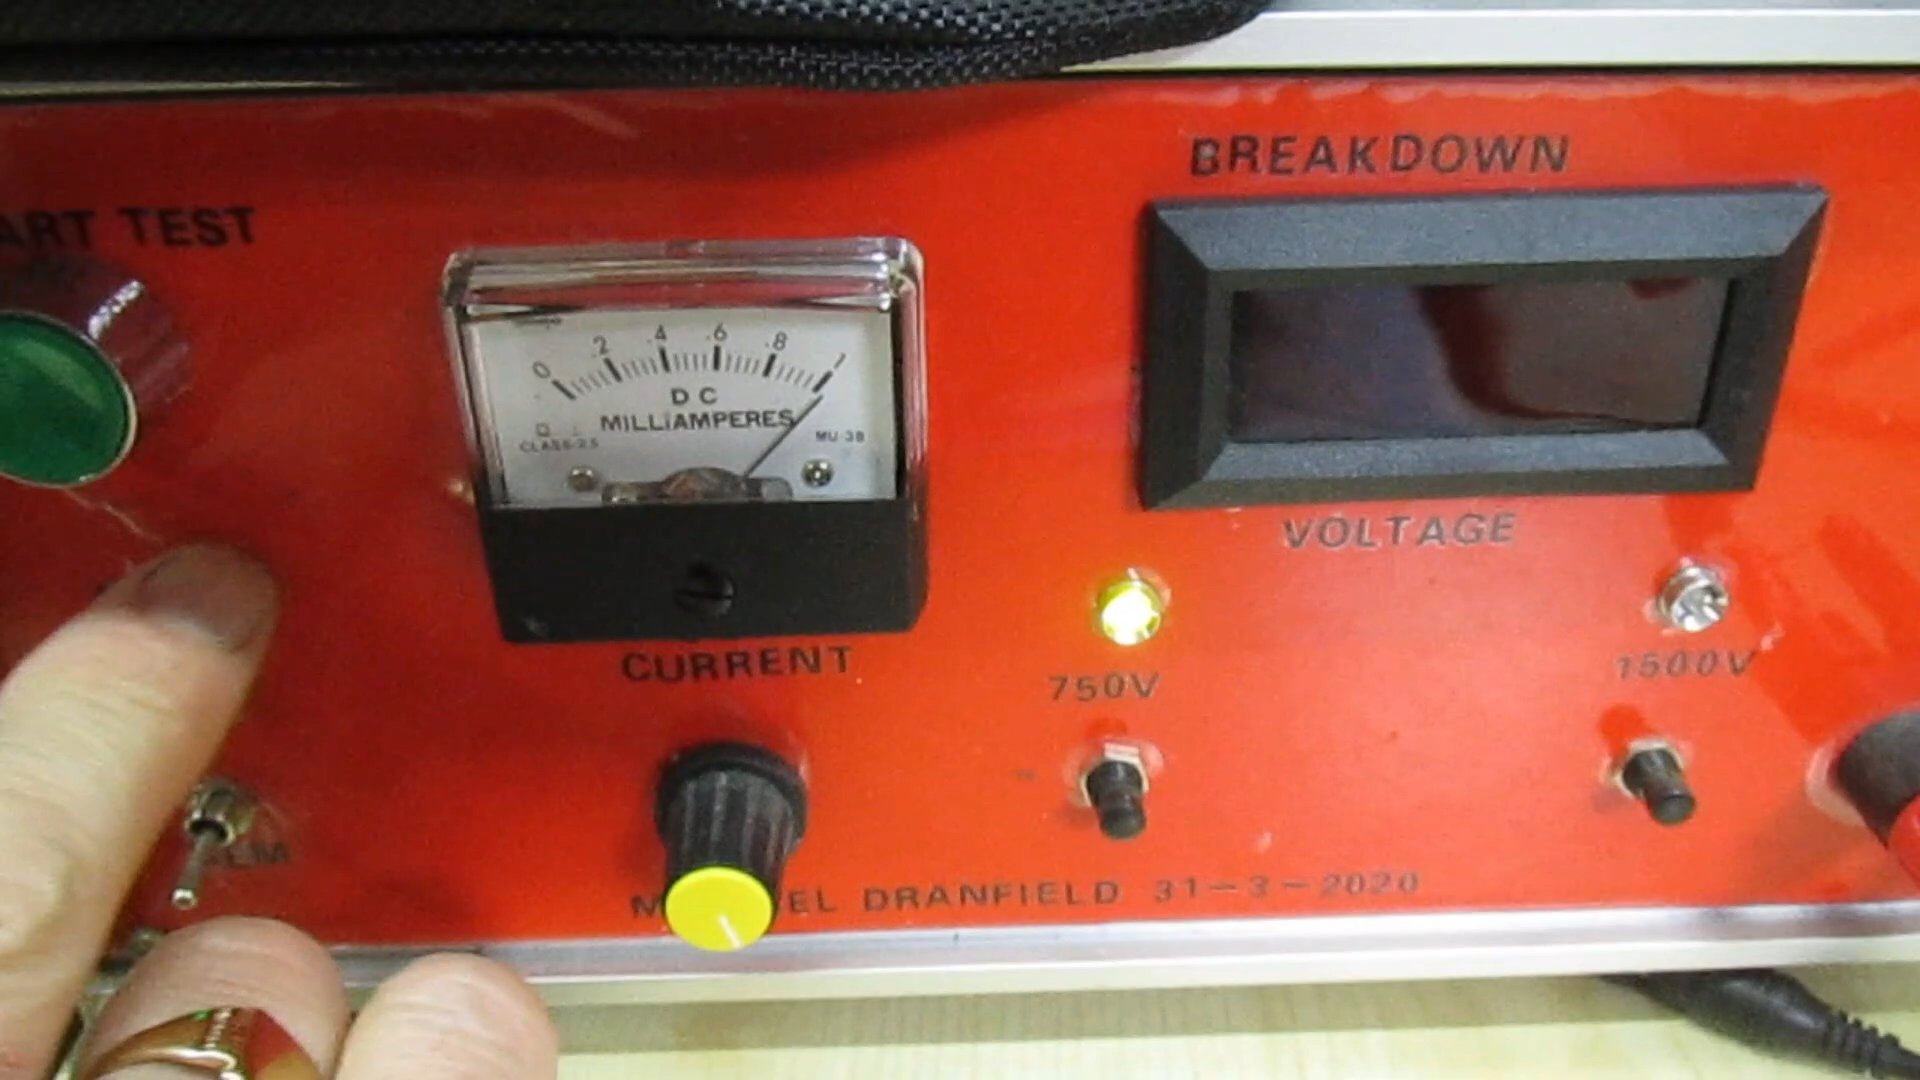 BREAKDOWN
ART TEST
0 .2 .4 .6 .8 1
DC
MILLIAMPERES
CLASS-2.5
MU-38
VOLTAGE
CURRENT
750V
1500V
DRANFIELD 31-3-2020